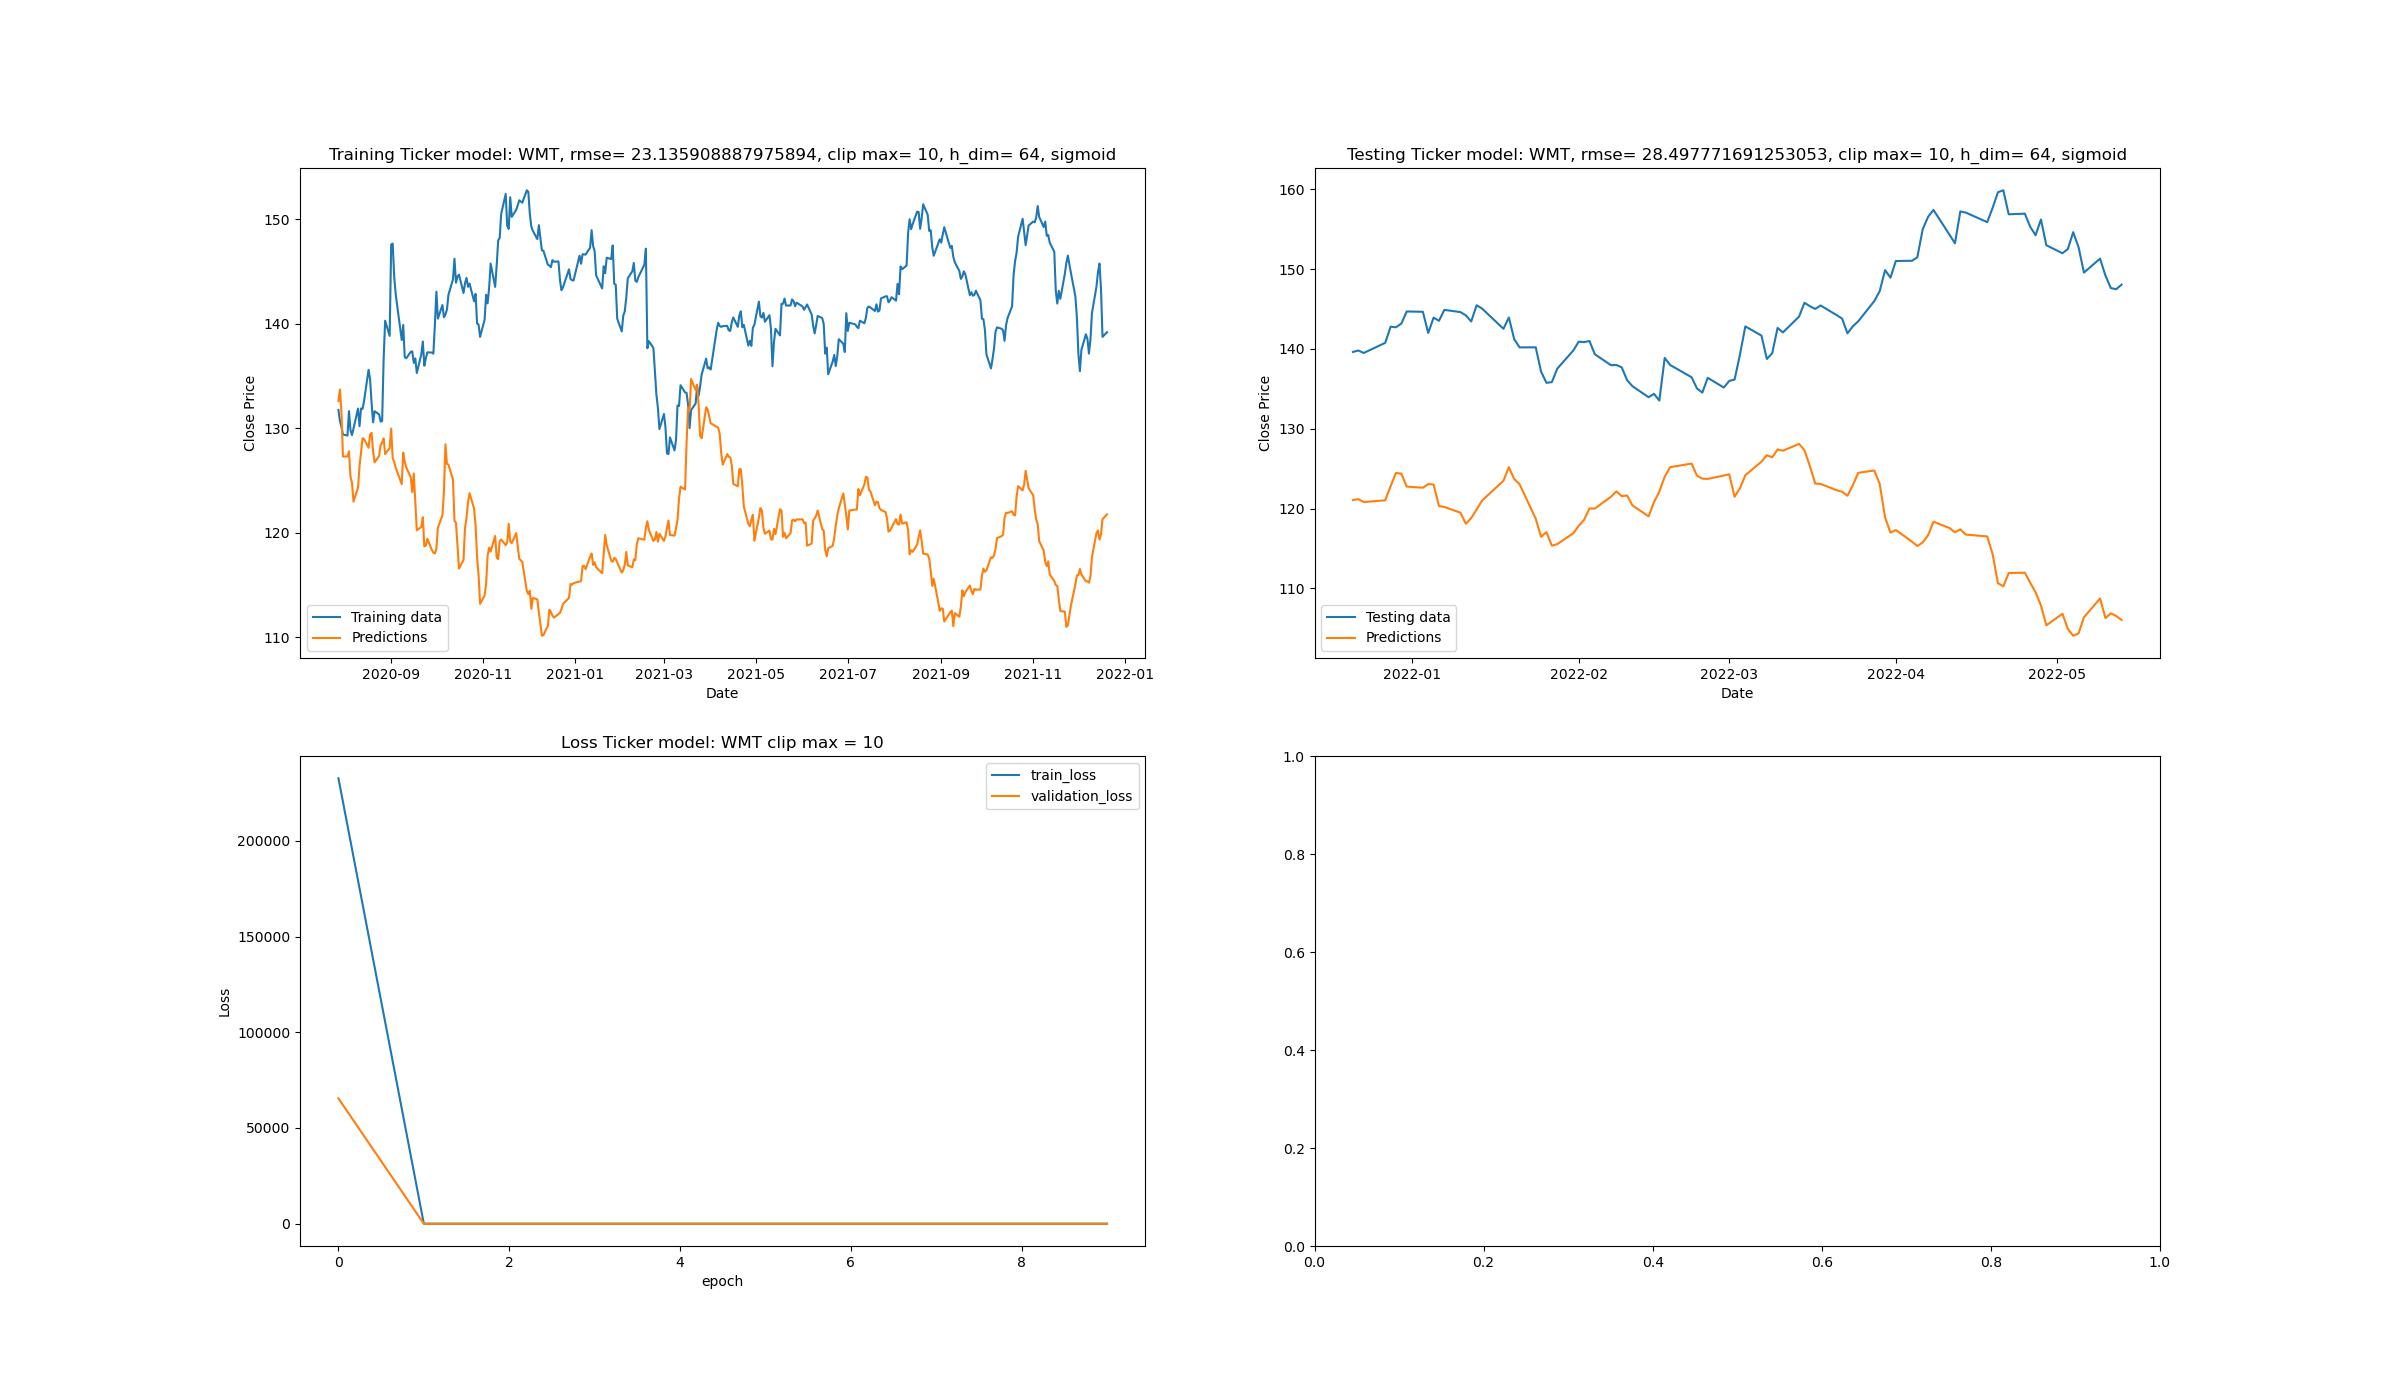 Training Ticker model: WMT, rmse= 23.135908887975894, clip max= 10, h_dim= 64, sigmoid
150
140
130
120
110
Close Price
Training data
Predictions
2020-09 2020-11 2021-01 2021-03 2021-05 2021-07 2021-09 2021-11 2022-01
Date
Testing Ticker model: WMT, rmse= 28.497771691253053, clip max= 10, h_dim= 64, sigmoid
160
150
140
130
120
110
Close Price
Testing data
Predictions
2022-01 2022-02 2022-03 2022-04 2022-05
Date
Loss Ticker model: WMT clip max = 10
train_loss
validation_loss
200000
150000
100000
50000
0
Loss
0 2 4 6 8
epoch
1.0
0.8
0.6
0.4
0.2
0.0
0.0 0.2 0.4 0.6 0.8 1.0